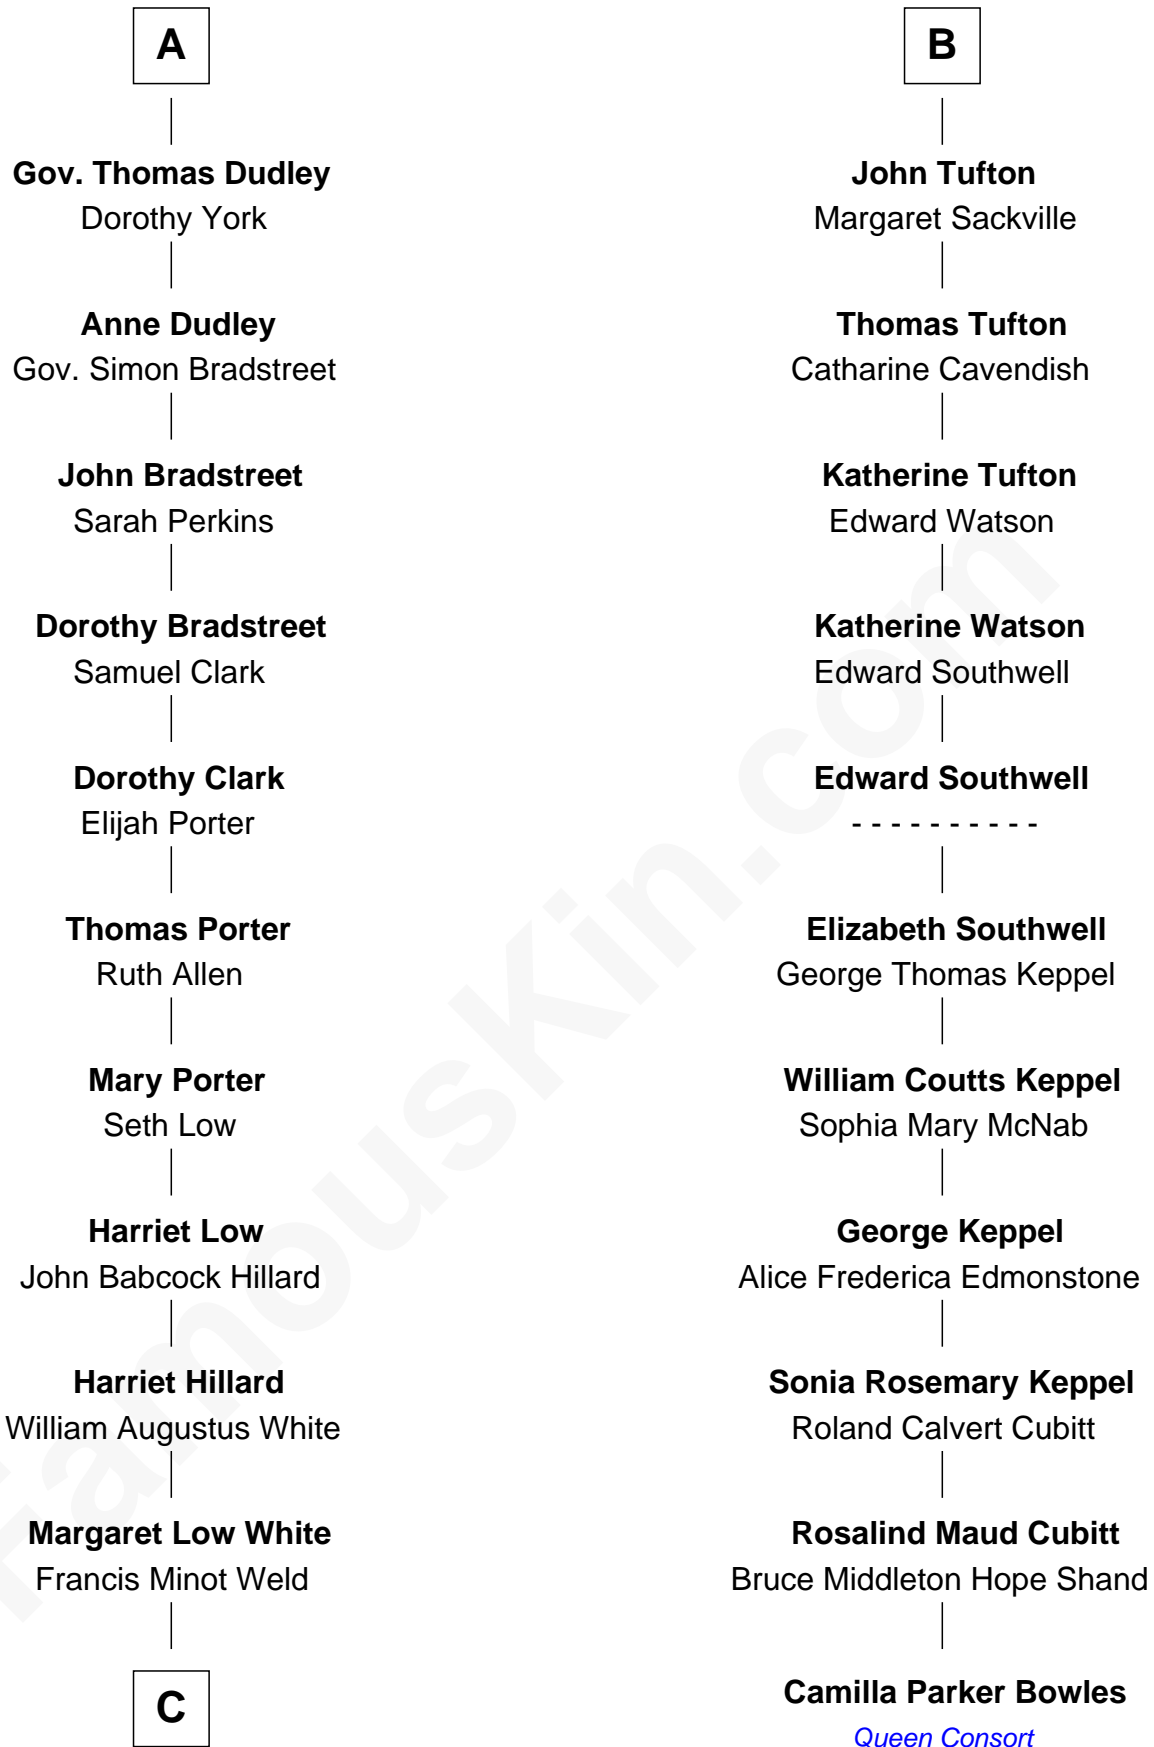 A
Gov. Thomas Dudley
Dorothy York
Anne Dudley
Gov. Simon Bradstreet
John Bradstreet
Sarah Perkins
Dorothy Bradstreet
Samuel Clark
Dorothy Clark
Elijah Porter
Thomas Porter
Ruth Allen
Mary Porter
Seth Low
Harriet Low
John Babcock Hillard
Harriet Hillard
William Augustus White
Margaret Low White
Francis Minot Weld
C
B
John Tufton
Margaret Sackville
Thomas Tufton
Catharine Cavendish
Katherine Tufton
Edward Watson
Katherine Watson
Edward Southwell
Edward Southwell
- - - - - - - - - -
Elizabeth Southwell
George Thomas Keppel
William Coutts Keppel
Sophia Mary McNab
George Keppel
Alice Frederica Edmonstone
Sonia Rosemary Keppel
Roland Calvert Cubitt
Rosalind Maud Cubitt
Bruce Middleton Hope Shand
Camilla Parker Bowles
Queen Consort
FamousKin.com